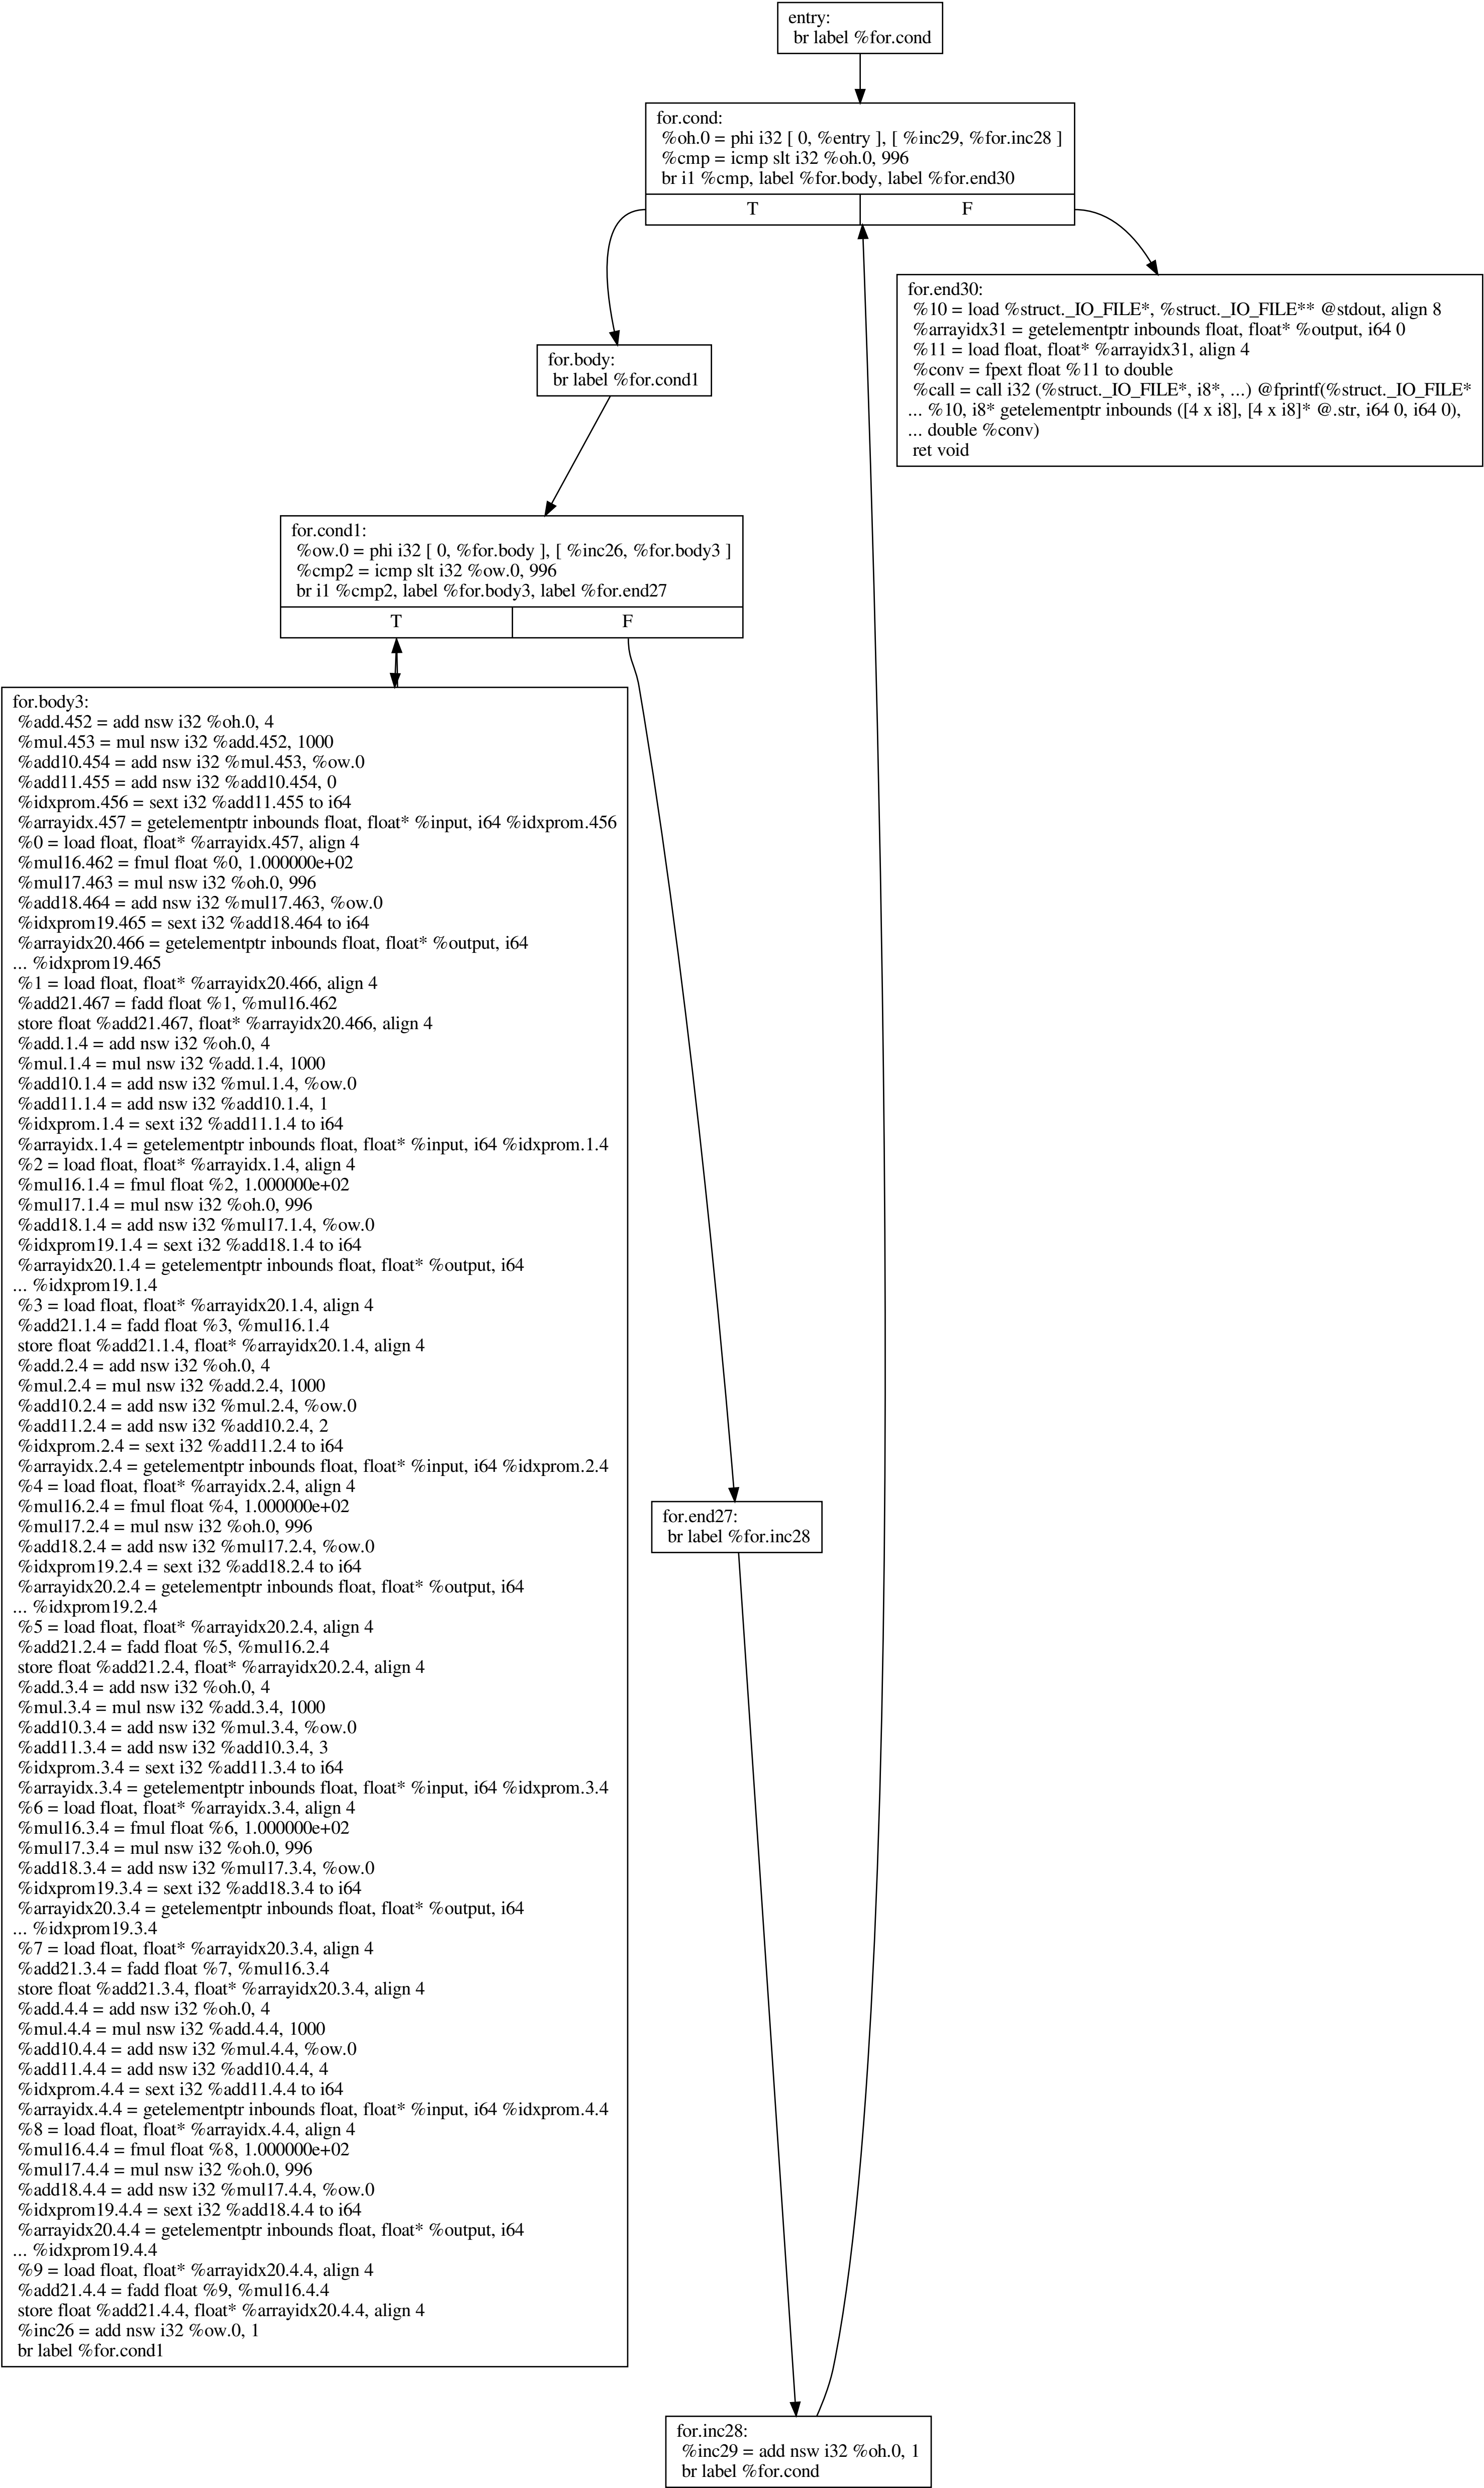 entry:
br label %for.cond
for.cond:
%oh.0 = phi i32 [ 0, %entry ], [ %inc29, %for.inc28 ]
%cmp = icmp slt i32 %oh.0, 996
br i1 %cmp, label %for.body, label %for.end30
T
F
for.end30:
%10 = load %struct._IO_FILE*, %struct._IO_FILE** @stdout, align 8
%arrayidx31 = getelementptr inbounds float, float* %output, i64 0
%11 = load float, float* %arrayidx31, align 4
%conv = fpext float %11 to double
%call = call i32 (%struct._IO_FILE*, i8*, ...) @fprintf(%struct._IO_FILE*
... %10, i8* getelementptr inbounds ([4 x i8], [4 x i8]* @.str, i64 0, i64 0),
... double %conv)
ret void
for.body:
br label %for.cond1
for.cond1:
%ow.0 = phi i32 [ 0, %for.body ], [ %inc26, %for.body3 ]
%cmp2 = icmp slt i32 %ow.0, 996
br i1 %cmp2, label %for.body3, label %for.end27
T
F
for.body3:
%add.452 = add nsw i32 %oh.0, 4
%mul.453 = mul nsw i32 %add.452, 1000
%add10.454 = add nsw i32 %mul.453, %ow.0
%add11.455 = add nsw i32 %add10.454, 0
%idxprom.456 = sext i32 %add11.455 to i64
%arrayidx.457 = getelementptr inbounds float, float* %input, i64 %idxprom.456
%0 = load float, float* %arrayidx.457, align 4
%mul16.462 = fmul float %0, 1.000000e+02
%mul17.463 = mul nsw i32 %oh.0, 996
%add18.464 = add nsw i32 %mul17.463, %ow.0
%idxprom19.465 = sext i32 %add18.464 to i64
%arrayidx20.466 = getelementptr inbounds float, float* %output, i64
... %idxprom19.465
%1 = load float, float* %arrayidx20.466, align 4
%add21.467 = fadd float %1, %mul16.462
store float %add21.467, float* %arrayidx20.466, align 4
%add.1.4 = add nsw i32 %oh.0, 4
%mul.1.4 = mul nsw i32 %add.1.4, 1000
%add10.1.4 = add nsw i32 %mul.1.4, %ow.0
%add11.1.4 = add nsw i32 %add10.1.4, 1
%idxprom.1.4 = sext i32 %add11.1.4 to i64
%arrayidx.1.4 = getelementptr inbounds float, float* %input, i64 %idxprom.1.4
%2 = load float, float* %arrayidx.1.4, align 4
%mul16.1.4 = fmul float %2, 1.000000e+02
%mul17.1.4 = mul nsw i32 %oh.0, 996
%add18.1.4 = add nsw i32 %mul17.1.4, %ow.0
%idxprom19.1.4 = sext i32 %add18.1.4 to i64
%arrayidx20.1.4 = getelementptr inbounds float, float* %output, i64
... %idxprom19.1.4
%3 = load float, float* %arrayidx20.1.4, align 4
%add21.1.4 = fadd float %3, %mul16.1.4
store float %add21.1.4, float* %arrayidx20.1.4, align 4
%add.2.4 = add nsw i32 %oh.0, 4
%mul.2.4 = mul nsw i32 %add.2.4, 1000
%add10.2.4 = add nsw i32 %mul.2.4, %ow.0
%add11.2.4 = add nsw i32 %add10.2.4, 2
%idxprom.2.4 = sext i32 %add11.2.4 to i64
%arrayidx.2.4 = getelementptr inbounds float, float* %input, i64 %idxprom.2.4
%4 = load float, float* %arrayidx.2.4, align 4
%mul16.2.4 = fmul float %4, 1.000000e+02
%mul17.2.4 = mul nsw i32 %oh.0, 996
%add18.2.4 = add nsw i32 %mul17.2.4, %ow.0
%idxprom19.2.4 = sext i32 %add18.2.4 to i64
%arrayidx20.2.4 = getelementptr inbounds float, float* %output, i64
... %idxprom19.2.4
%5 = load float, float* %arrayidx20.2.4, align 4
%add21.2.4 = fadd float %5, %mul16.2.4
store float %add21.2.4, float* %arrayidx20.2.4, align 4
%add.3.4 = add nsw i32 %oh.0, 4
%mul.3.4 = mul nsw i32 %add.3.4, 1000
%add10.3.4 = add nsw i32 %mul.3.4, %ow.0
%add11.3.4 = add nsw i32 %add10.3.4, 3
%idxprom.3.4 = sext i32 %add11.3.4 to i64
%arrayidx.3.4 = getelementptr inbounds float, float* %input, i64 %idxprom.3.4
%6 = load float, float* %arrayidx.3.4, align 4
%mul16.3.4 = fmul float %6, 1.000000e+02
%mul17.3.4 = mul nsw i32 %oh.0, 996
%add18.3.4 = add nsw i32 %mul17.3.4, %ow.0
%idxprom19.3.4 = sext i32 %add18.3.4 to i64
%arrayidx20.3.4 = getelementptr inbounds float, float* %output, i64
... %idxprom19.3.4
%7 = load float, float* %arrayidx20.3.4, align 4
%add21.3.4 = fadd float %7, %mul16.3.4
store float %add21.3.4, float* %arrayidx20.3.4, align 4
%add.4.4 = add nsw i32 %oh.0, 4
%mul.4.4 = mul nsw i32 %add.4.4, 1000
%add10.4.4 = add nsw i32 %mul.4.4, %ow.0
%add11.4.4 = add nsw i32 %add10.4.4, 4
%idxprom.4.4 = sext i32 %add11.4.4 to i64
%arrayidx.4.4 = getelementptr inbounds float, float* %input, i64 %idxprom.4.4
%8 = load float, float* %arrayidx.4.4, align 4
%mul16.4.4 = fmul float %8, 1.000000e+02
%mul17.4.4 = mul nsw i32 %oh.0, 996
%add18.4.4 = add nsw i32 %mul17.4.4, %ow.0
%idxprom19.4.4 = sext i32 %add18.4.4 to i64
%arrayidx20.4.4 = getelementptr inbounds float, float* %output, i64
... %idxprom19.4.4
%9 = load float, float* %arrayidx20.4.4, align 4
%add21.4.4 = fadd float %9, %mul16.4.4
store float %add21.4.4, float* %arrayidx20.4.4, align 4
%inc26 = add nsw i32 %ow.0, 1
br label %for.cond1
for.end27:
br label %for.inc28
for.inc28:
%inc29 = add nsw i32 %oh.0, 1
br label %for.cond